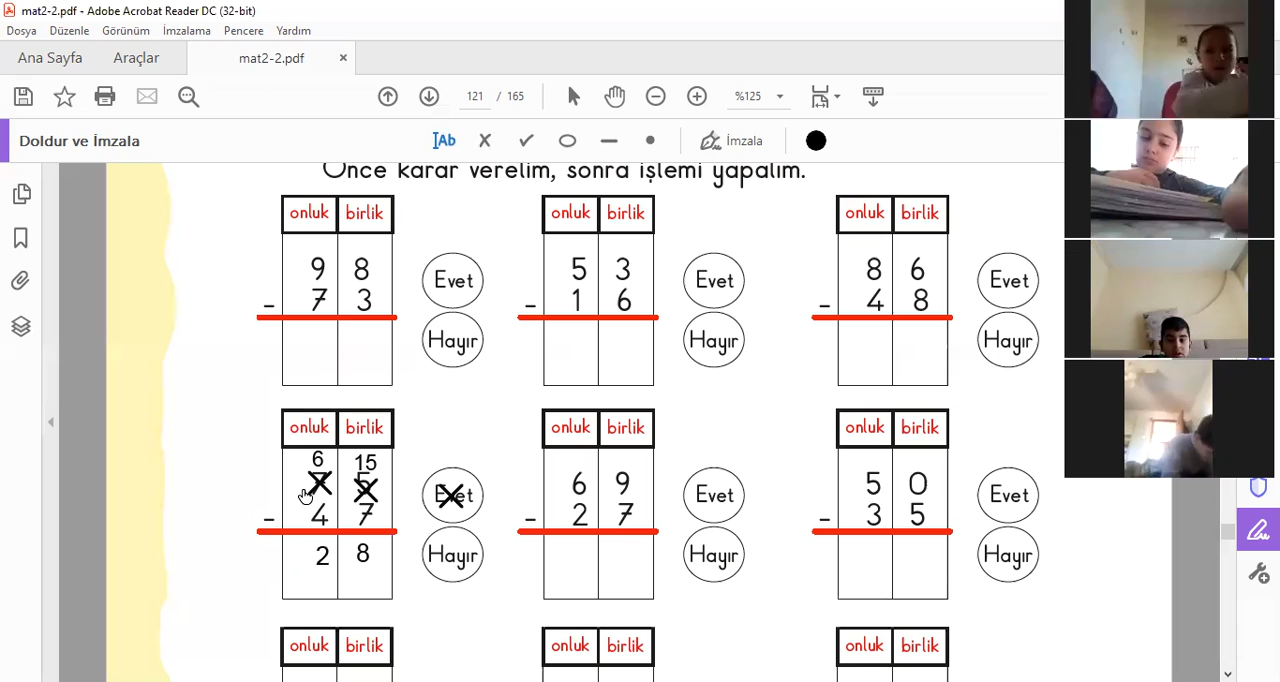 mat2-2.pdf - Adobe Acrobat Reader DC (32-bit)
Dosya Düzenle Görünüm İmzalama Pencere Yardım
Ana Sayfa Araçlar mat2-2.pdf ×
121 / 165 %125
Doldur ve İmzala İmzala
Önce karar verelim, sonra işlemi yapalım.
onluk birlik onluk birlik onluk birlik
9 8 Evet 5 3 Evet 8 6 Evet
- 7 3 - 1 6 - 4 8
Hayır Hayır Hayır
onluk birlik onluk birlik onluk birlik
6 15
7 5 Evet 6 9 Evet 5 0 Evet
- 4 7 - 2 7 - 3 5
2 8 Hayır Hayır Hayır
onluk birlik onluk birlik onluk birlik